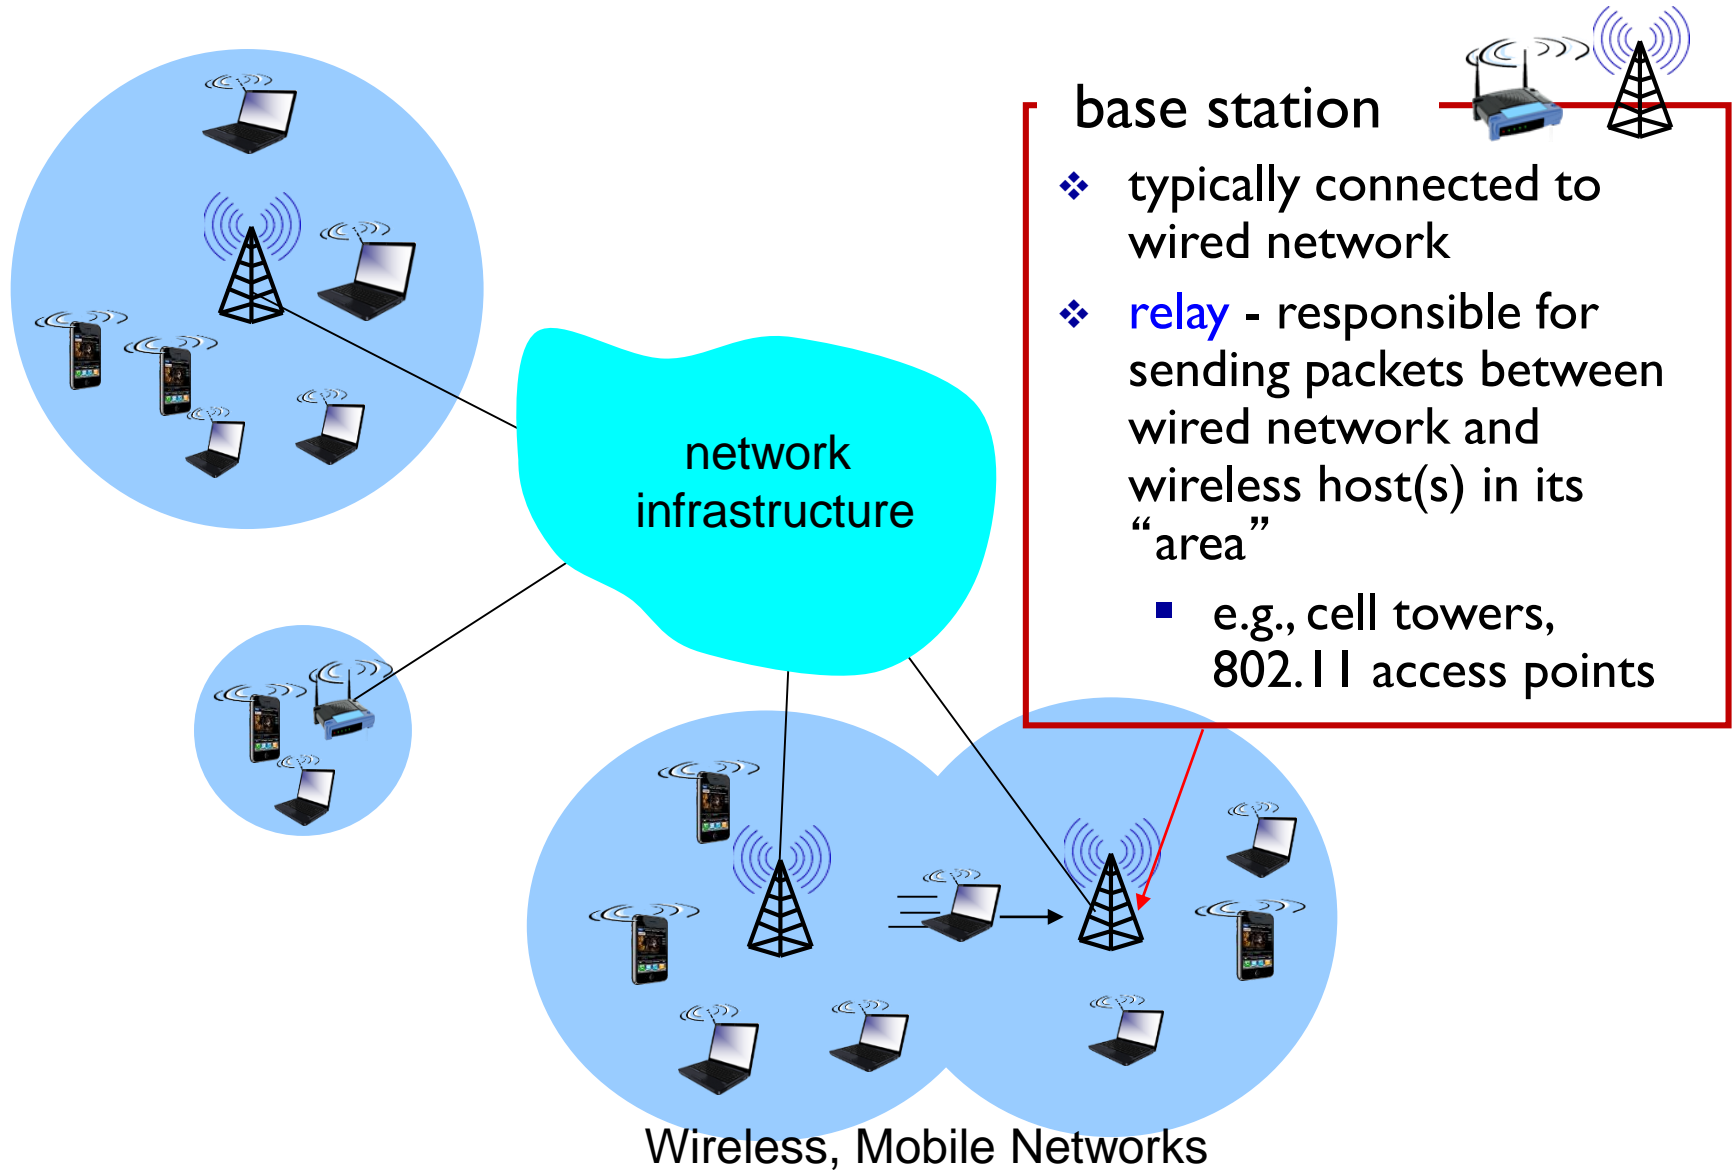 base station
❖ typically connected to
wired network
❖ relay - responsible for
sending packets between
wired network and
wireless host(s) in its
“area”
▪ e.g., cell towers,
802.11 access points
network
infrastructure
Wireless, Mobile Networks